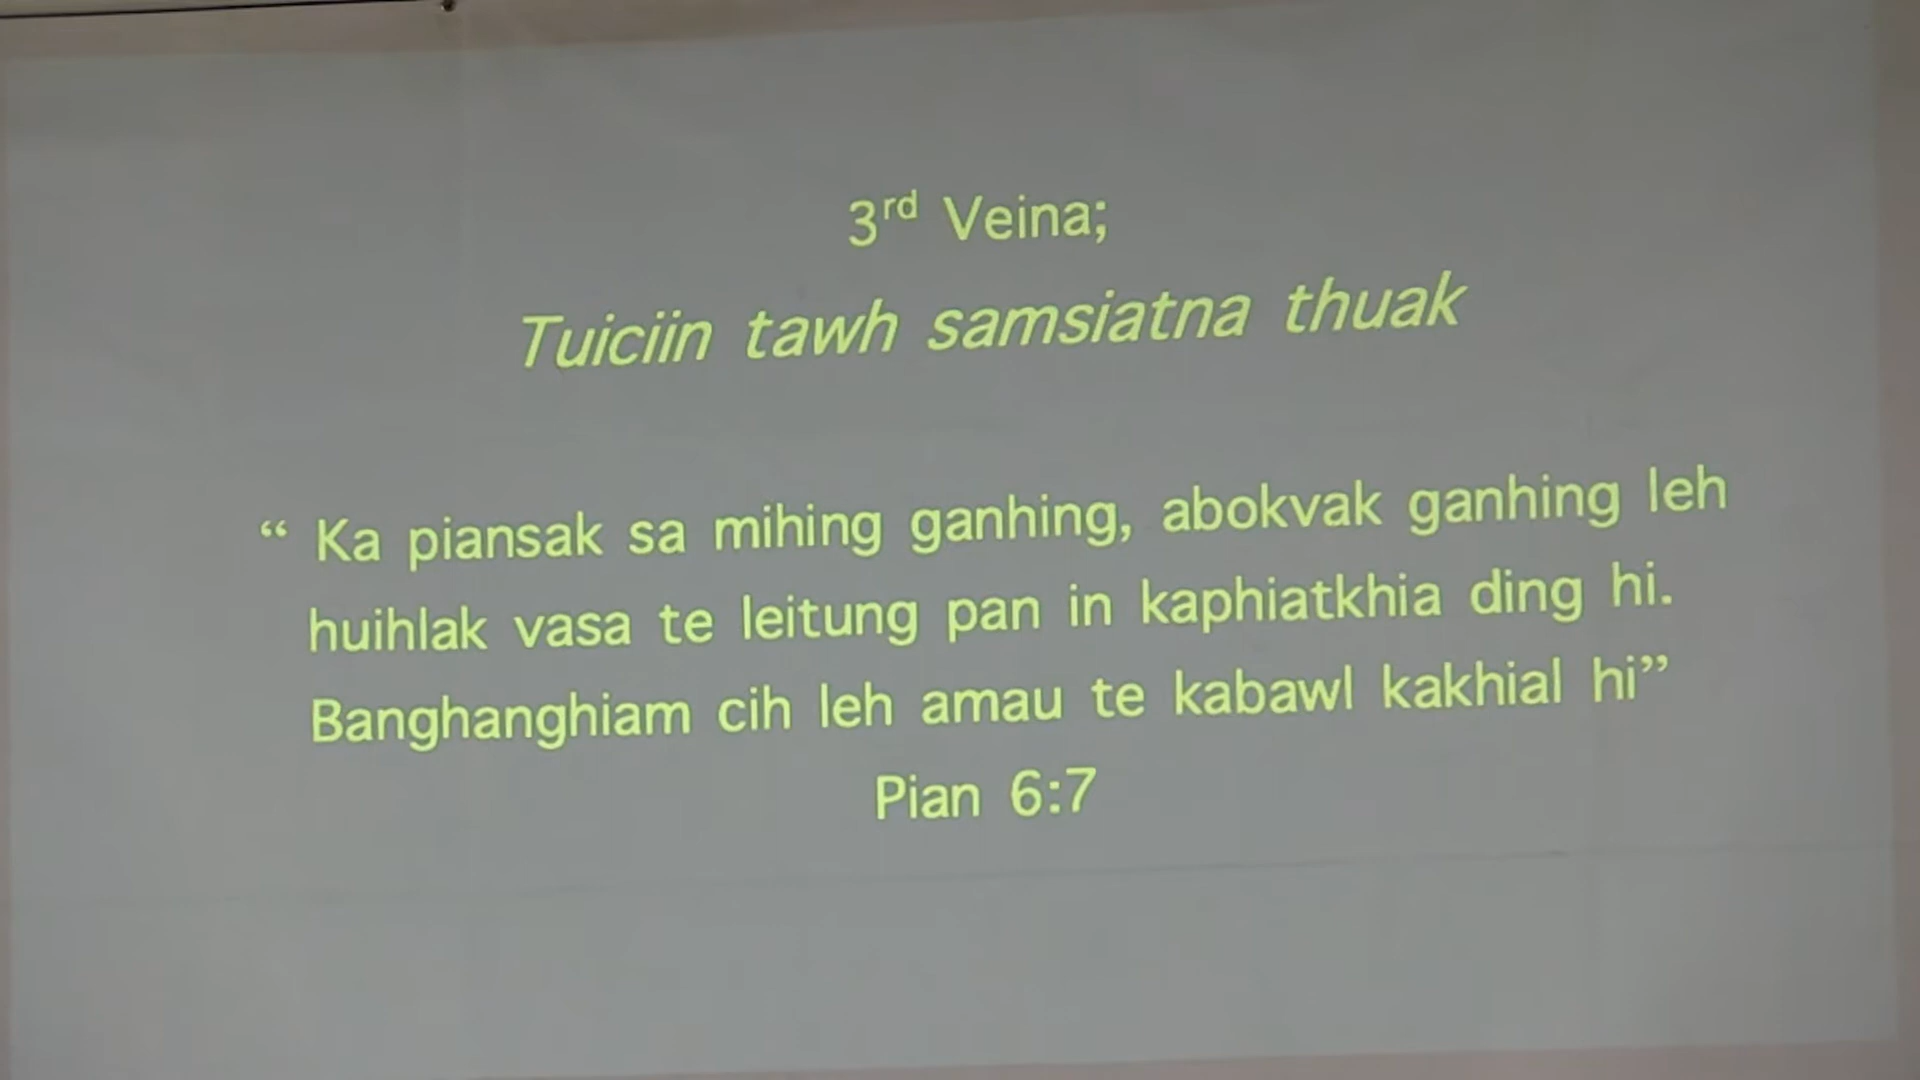 3rd Veina;
Tuiciin tawh samsiatna thuak
“ Ka piansak sa mihing ganhing, abokvak ganhing leh
huihlak vasa te leitung pan in kaphiatkhia ding hi.
Banghanghiam cih leh amau te kabawl kakhial hi”
Pian 6:7